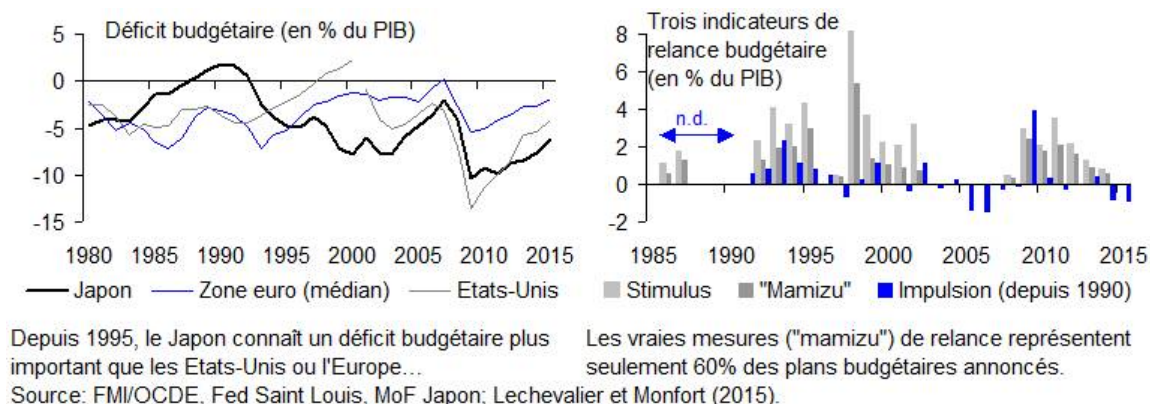 Déficit budgétaire (en % du PIB)
5
0
-5
-10
-15
1980 1985 1990 1995 2000 2005 2010 2015
Japon Zone euro (médian) Etats-Unis
Trois indicateurs de
relance budgétaire
(en % du PIB)
8
6
4
2
0
-2
n.d.
1985 1990 1995 2000 2005 2010 2015
Stimulus "Mamizu" Impulsion (depuis 1990)
Depuis 1995, le Japon connaît un déficit budgétaire plus
important que les Etats-Unis ou l'Europe...
Les vraies mesures ("mamizu") de relance représentent
seulement 60% des plans budgétaires annoncés.
Source: FMI/OCDE, Fed Saint Louis, MoF Japon; Lechevalier et Monfort (2015).